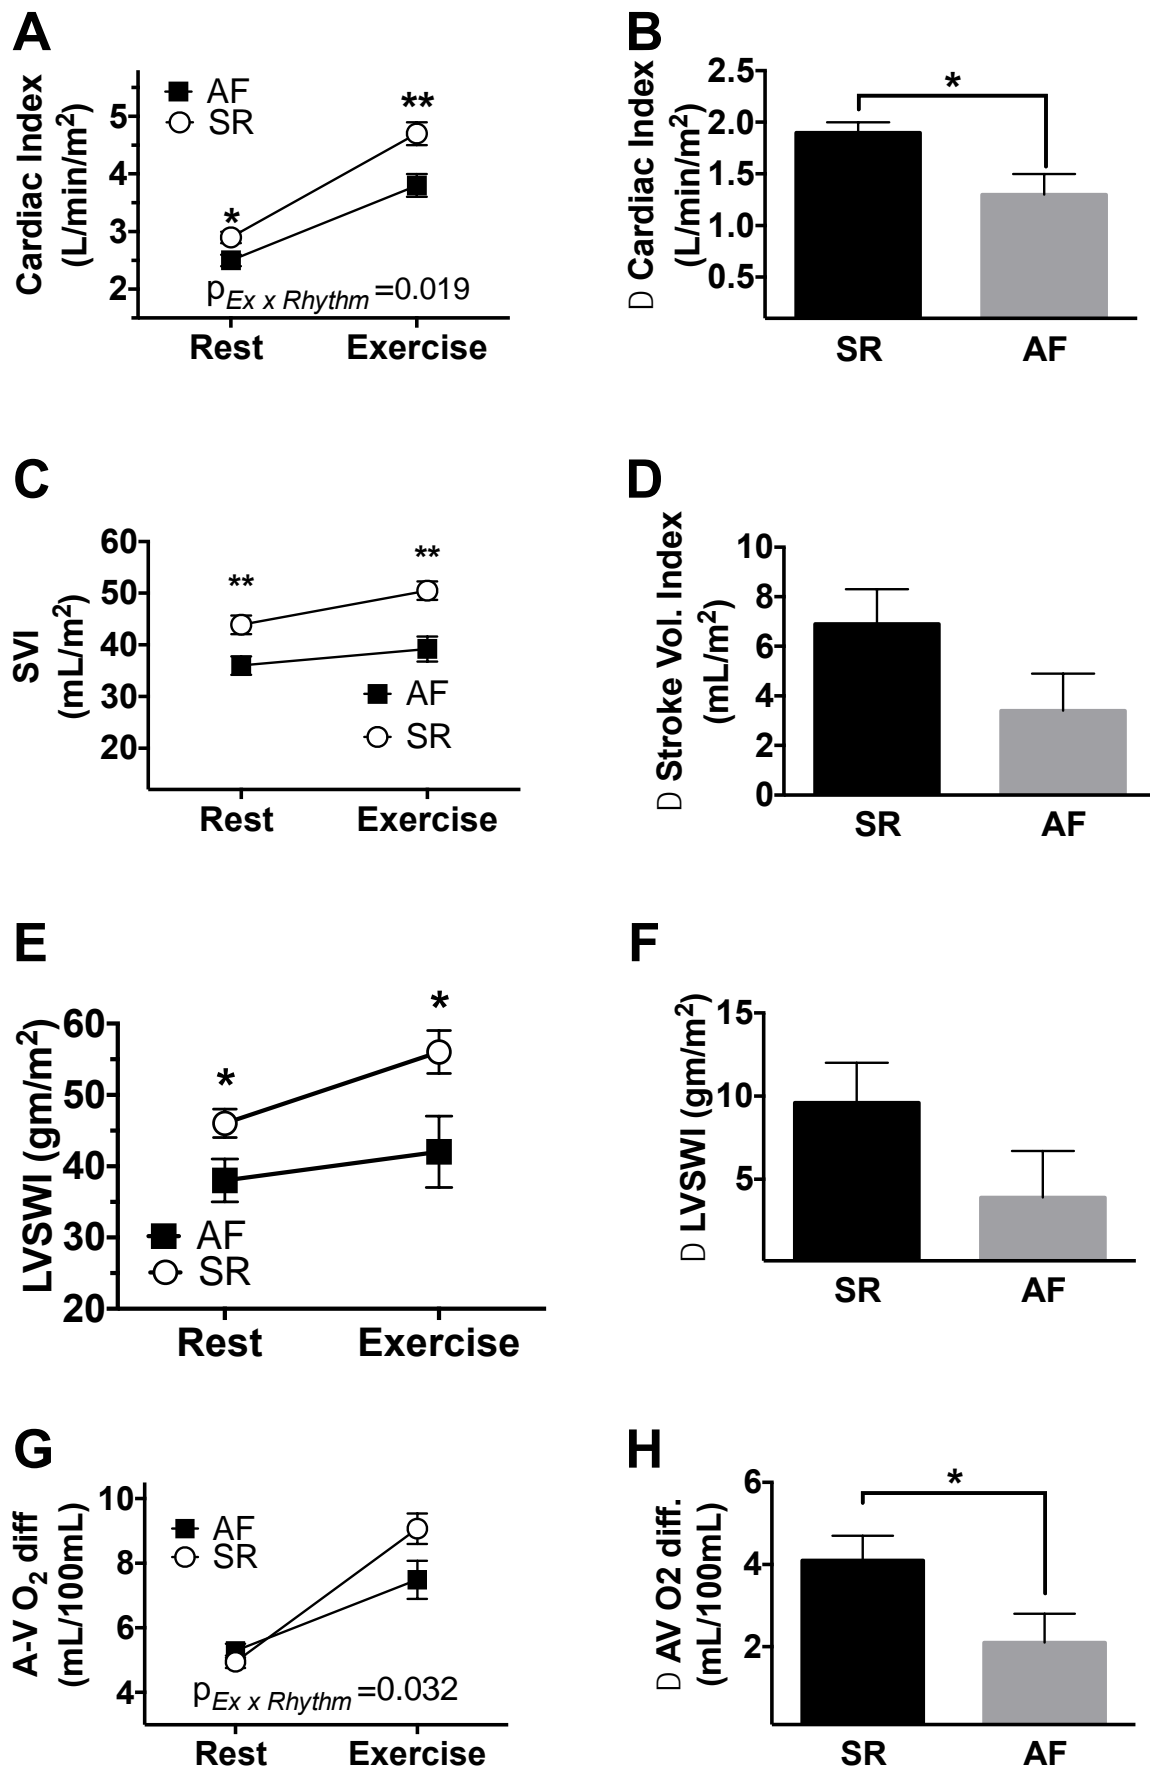 A
Cardiac Index
(L/min/m²)
5
4
3
2
AF
SR
*
**
p Ex x Rhythm =0.019
Rest Exercise
B
D Cardiac Index
(L/min/m²)
2.5
2.0
1.5
1.0
0.5
*
SR AF
C
SVI
(mL/m²)
60
50
40
30
20
**
**
AF
SR
Rest Exercise
D
D Stroke Vol. Index
(mL/m²)
10
8
6
4
2
0
SR AF
E
LVSWI (gm/m²)
60
50
40
30
20
*
*
AF
SR
Rest Exercise
F
D LVSWI (gm/m²)
15
10
5
SR AF
G
A-V O₂ diff
(mL/100mL)
10
8
6
4
AF
SR
p Ex x Rhythm =0.032
Rest Exercise
H
D AV O2 diff.
(mL/100mL)
6
4
2
*
SR AF